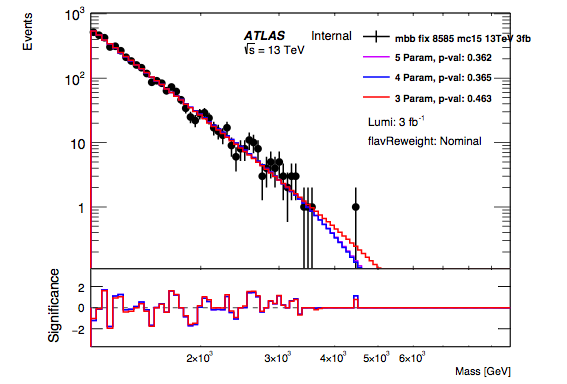 Events
10³
10²
10
1
ATLAS Internal
√s = 13 TeV
mbb fix 8585 mc15 13TeV 3fb
5 Param, p-val: 0.362
4 Param, p-val: 0.365
3 Param, p-val: 0.463
Lumi: 3 fb⁻¹
flavReweight: Nominal
Significance
2
0
−2
2×10³ 3×10³ 4×10³ 5×10³ 6×10³
Mass [GeV]